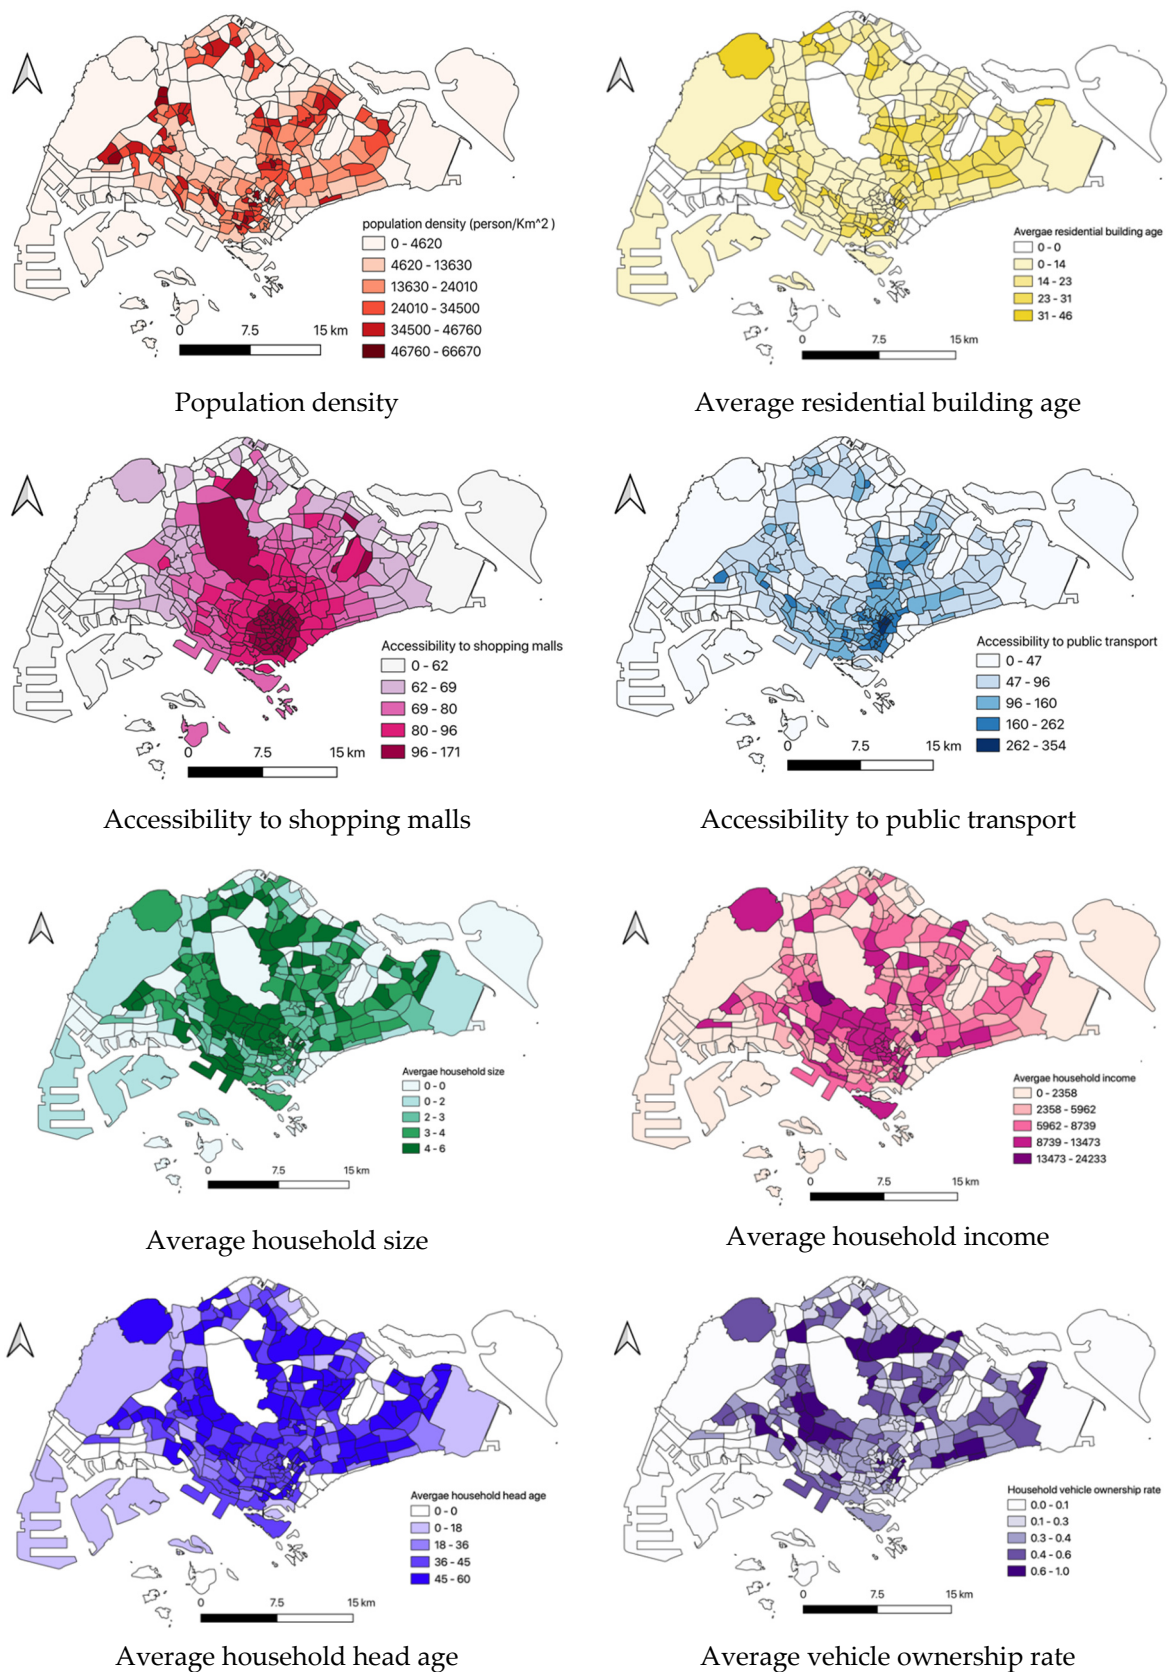 population density (person/Km^2 )
0 - 4620
4620 - 13630
13630 - 24010
24010 - 34500
34500 - 46760
46760 - 66670
0 7.5 15 km
Population density
Avergae residential building age
0 - 0
0 - 14
14 - 23
23 - 31
31 - 46
0 7.5 15 km
Average residential building age
Accessibility to shopping malls
0 - 62
62 - 69
69 - 80
80 - 96
96 - 171
0 7.5 15 km
Accessibility to shopping malls
Accessibility to public transport
0 - 47
47 - 96
96 - 160
160 - 262
262 - 354
0 7.5 15 km
Accessibility to public transport
Avergae household size
0 - 0
0 - 2
2 - 3
3 - 4
4 - 6
0 7.5 15 km
Average household size
Avergae household income
0 - 2358
2358 - 5962
5962 - 8739
8739 - 13473
13473 - 24233
0 7.5 15 km
Average household income
Avergae household head age
0 - 0
0 - 18
18 - 36
36 - 45
45 - 60
0 7.5 15 km
Average household head age
Household vehicle ownership rate
0.0 - 0.1
0.1 - 0.3
0.3 - 0.4
0.4 - 0.6
0.6 - 1.0
0 7.5 15 km
Average vehicle ownership rate